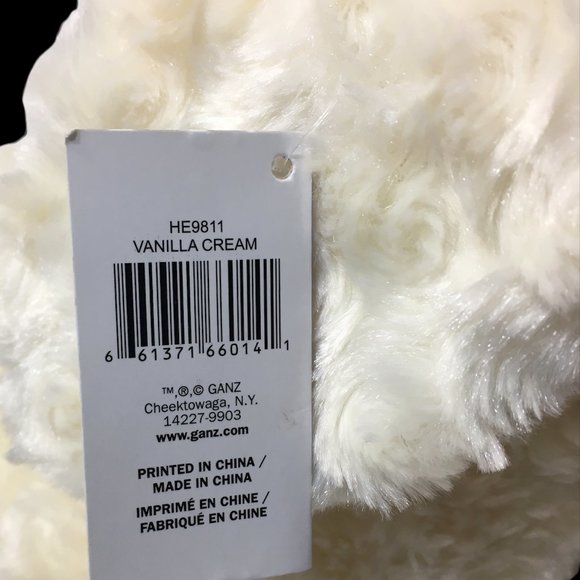 HE9811
VANILLA CREAM
6 61371 66014 1
™,®,© GANZ
Cheektowaga, N.Y.
14227-9903
www.ganz.com
PRINTED IN CHINA /
MADE IN CHINA
IMPRIMÉ EN CHINE /
FABRIQUÉ EN CHINE